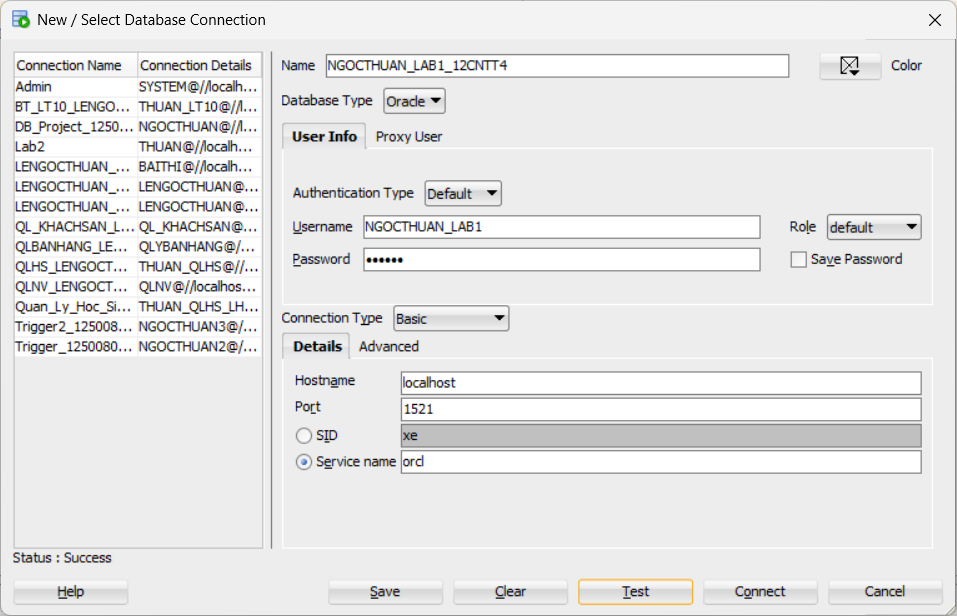 New / Select Database Connection
Connection Name Connection Details
Admin SYSTEM@//localh...
BT_LT10_LENGO... THUAN_LT10@//l...
DB_Project_1250... NGOCTHUAN@//l...
Lab2 THUAN@//localh...
LENGOCTHUAN_... BAITHI@//localh...
LENGOCTHUAN_... LENGOCTHUAN@...
LENGOCTHUAN_... LENGOCTHUAN@...
QL_KHACHSAN_L... QL_KHACHSAN@...
QLBANHANG_LE... QLYBANHANG@/...
QLHS_LENGOCT... THUAN_QLHS@//...
QLNV_LENGOCT... QLNV@//localhos...
Quan_Ly_Hoc_Si... THUAN_QLHS_LH...
Trigger2_125008... NGOCTHUAN3@/...
Trigger_1250080... NGOCTHUAN2@/...
Status : Success
Name NGOCTHUAN_LAB1_12CNTT4 Color
Database Type Oracle
User Info Proxy User
Authentication Type Default
Username NGOCTHUAN_LAB1 Role default
Password •••••• Save Password
Connection Type Basic
Details Advanced
Hostname localhost
Port 1521
SID xe
Service name orcl
Help Save Clear Test Connect Cancel